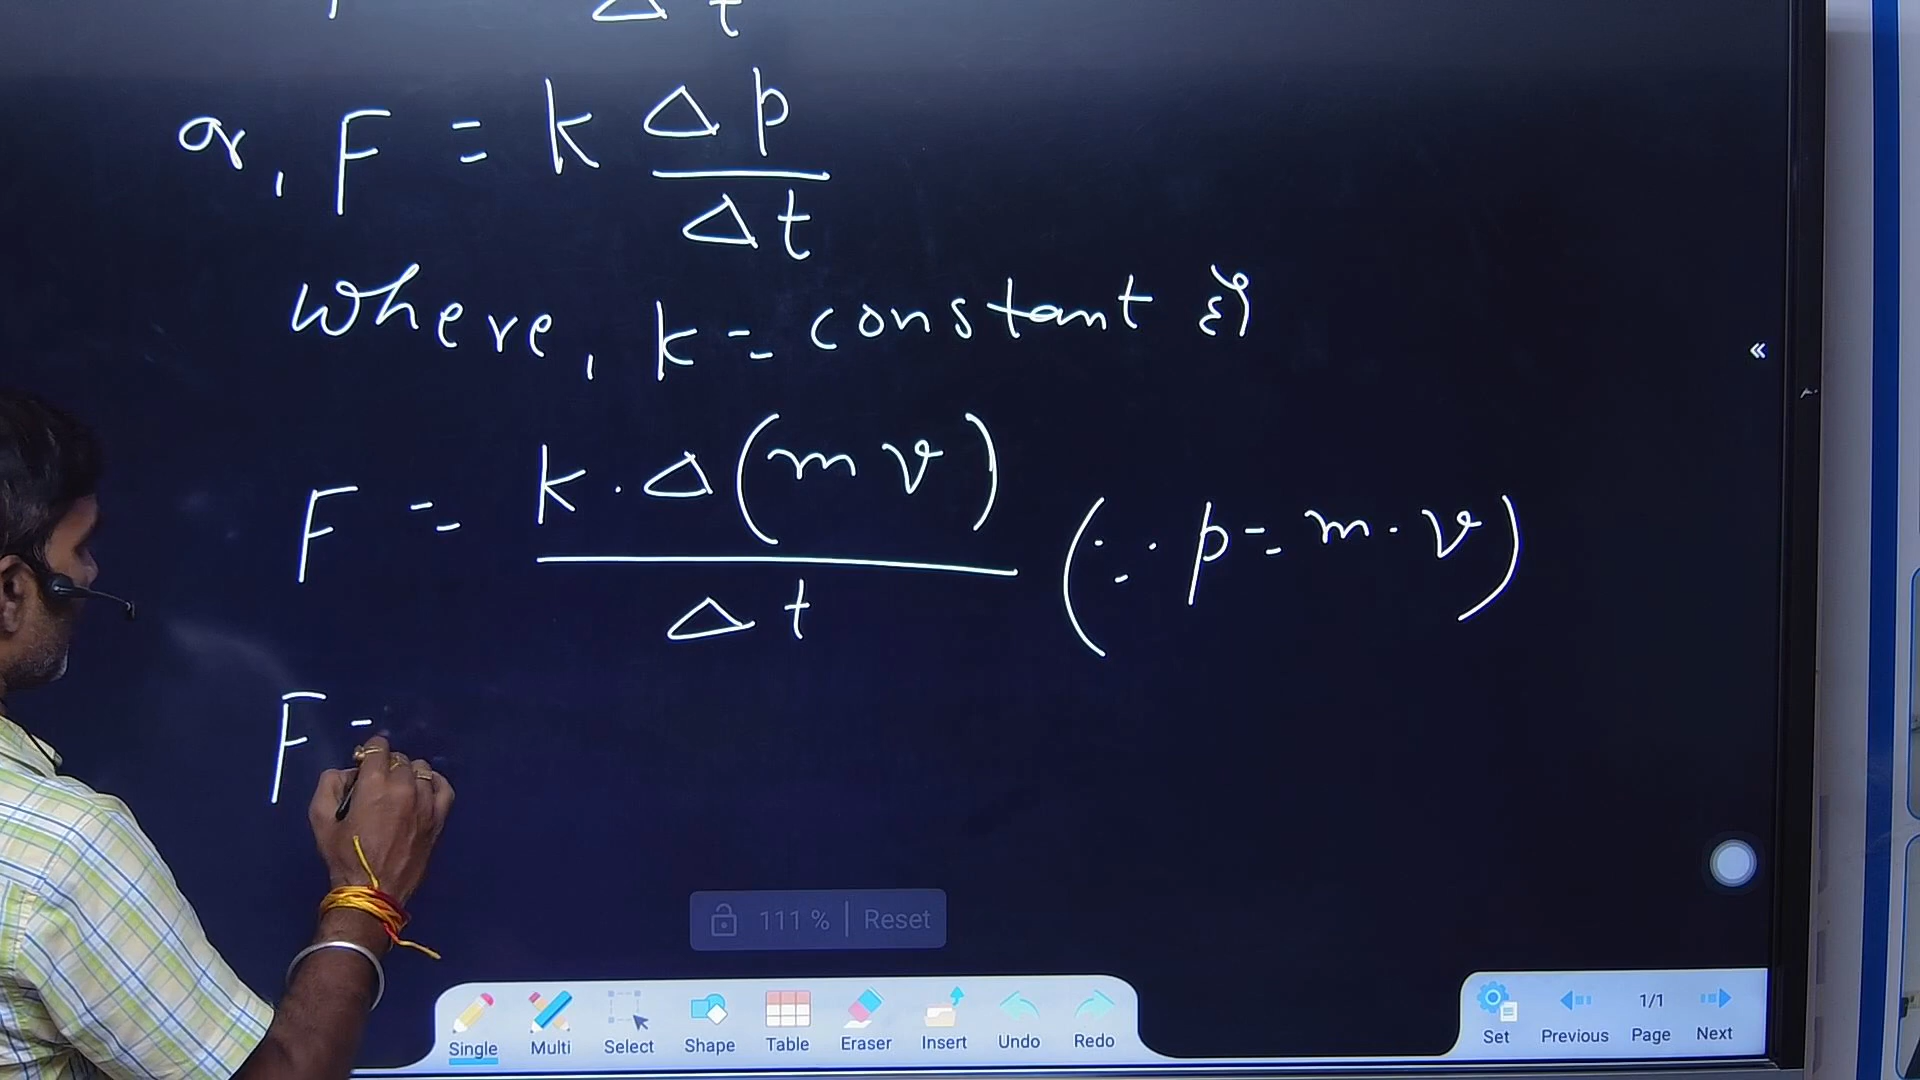 Δt
or, F = k Δp
Δt
where, k = constant है
F = k . Δ(m v)
Δt
(∵ p = m . v)
F =
111 % | Reset
Single Multi Select Shape Table Eraser Insert Undo Redo
Set Previous 1/1 Page Next